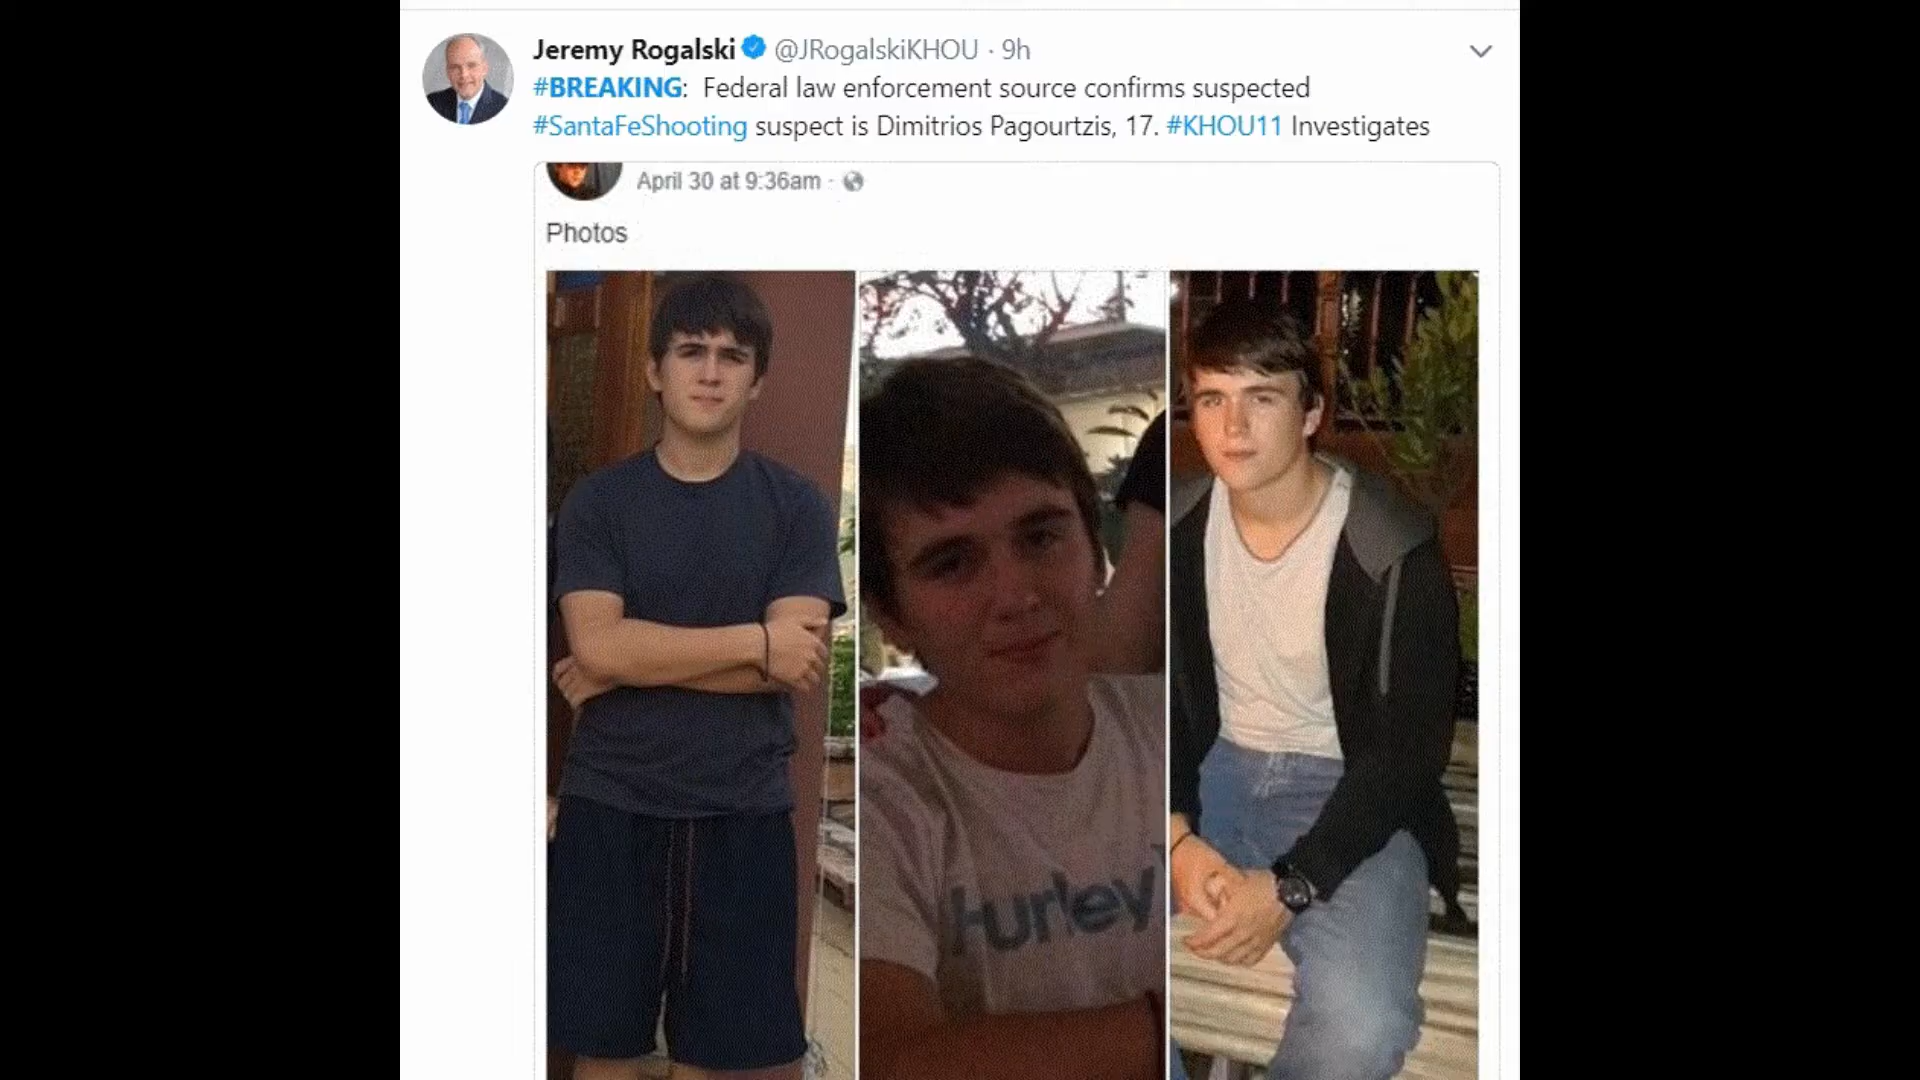 Jeremy Rogalski @JRogalskiKHOU · 9h
#BREAKING: Federal law enforcement source confirms suspected
#SantaFeShooting suspect is Dimitrios Pagourtzis, 17. #KHOU11 Investigates
April 30 at 9:36am ·
Photos
Hurley